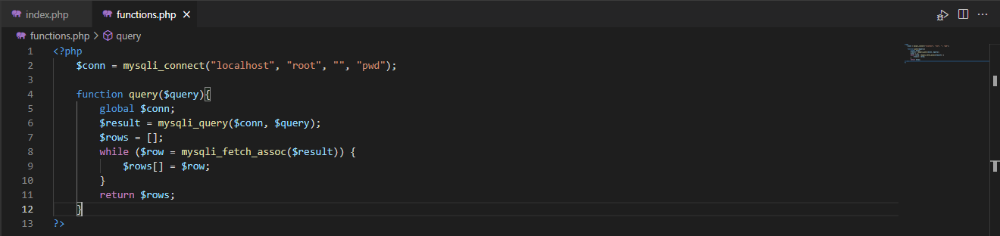 index.php functions.php
functions.php > query
1 <?php
2 $conn = mysqli_connect("localhost", "root", "", "pwd");
3
4 function query($query){
5 global $conn;
6 $result = mysqli_query($conn, $query);
7 $rows = [];
8 while ($row = mysqli_fetch_assoc($result)) {
9 $rows[] = $row;
10 }
11 return $rows;
12 }
13 ?>